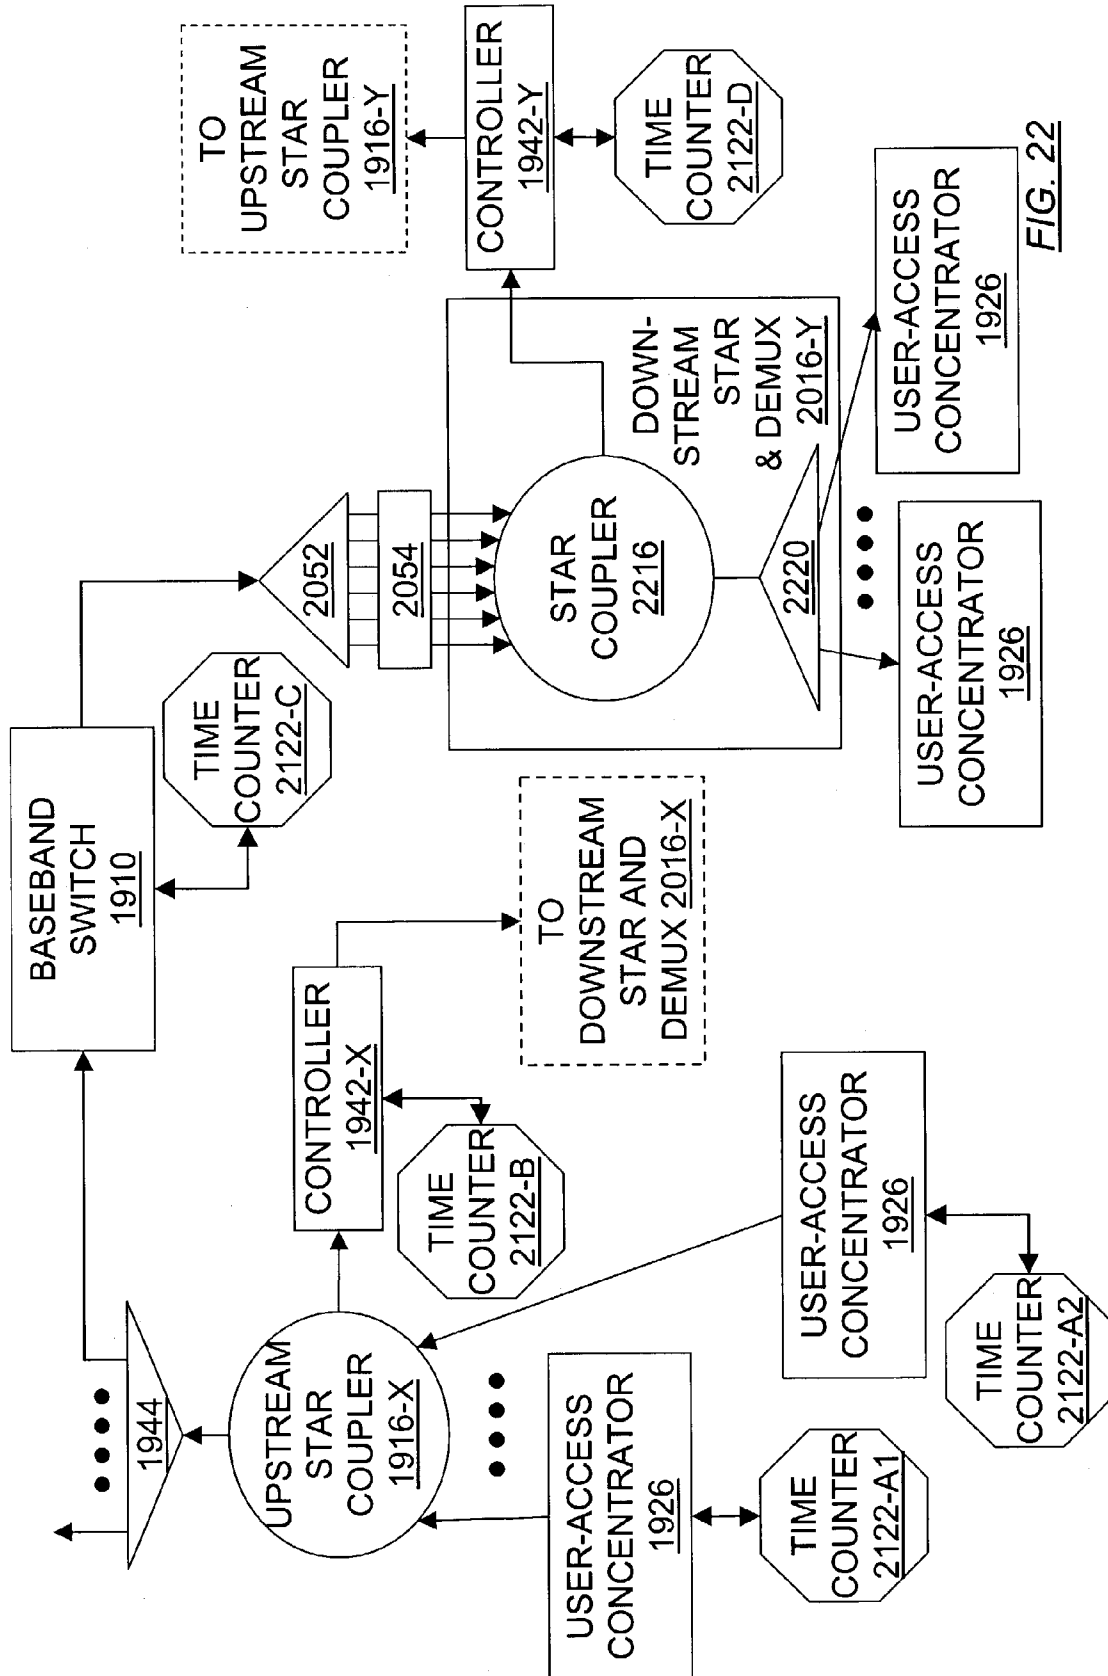 1944
UPSTREAM
STAR
COUPLER
1916-X
USER-ACCESS
CONCENTRATOR
1926
TIME
COUNTER
2122-A1
USER-ACCESS
CONCENTRATOR
1926
TIME
COUNTER
2122-A2
CONTROLLER
1942-X
TIME
COUNTER
2122-B
TO
DOWNSTREAM
STAR AND
DEMUX 2016-X
BASEBAND
SWITCH
1910
TIME
COUNTER
2122-C
2052
2054
STAR
COUPLER
2216
DOWN-
STREAM
STAR
& DEMUX
2016-Y
2220
USER-ACCESS
CONCENTRATOR
1926
USER-ACCESS
CONCENTRATOR
1926
TO
UPSTREAM
STAR
COUPLER
1916-Y
CONTROLLER
1942-Y
TIME
COUNTER
2122-D
FIG. 22